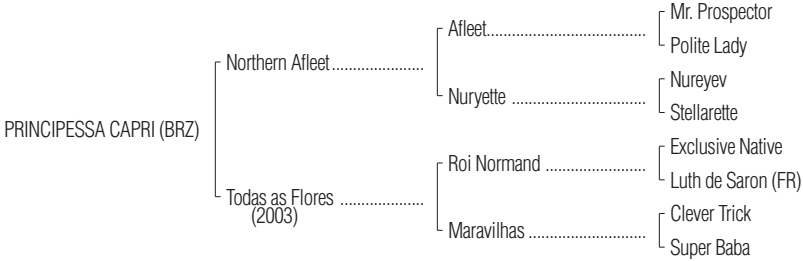 Mr. Prospector
Afleet......................................
Polite Lady
Northern Afleet......................
Nureyev
Nuryette ................................
Stellarette
PRINCIPESSA CAPRI (BRZ)
Exclusive Native
Roi Normand ........................
Luth de Saron (FR)
Todas as Flores ....................
(2003)
Clever Trick
Maravilhas ............................
Super Baba